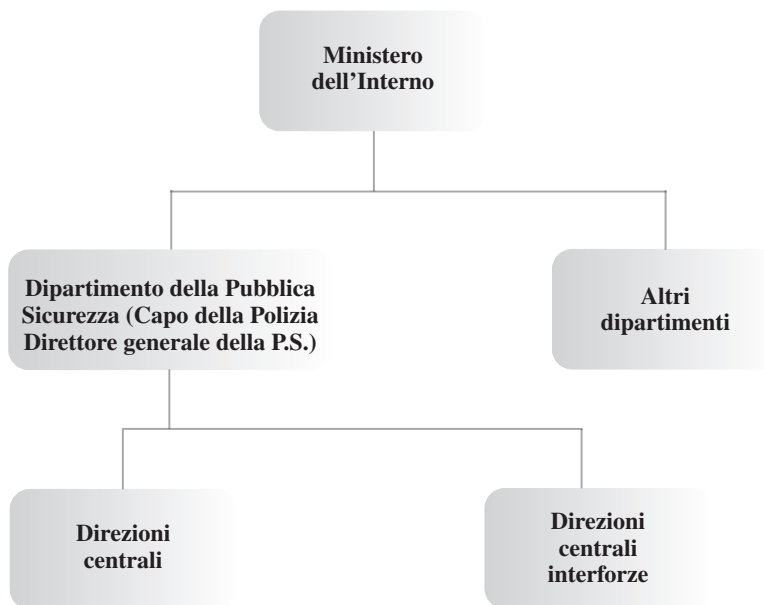 Ministero
dell’Interno
Dipartimento della Pubblica
Sicurezza (Capo della Polizia
Direttore generale della P.S.)
Altri
dipartimenti
Direzioni
centrali
Direzioni
centrali
interforze